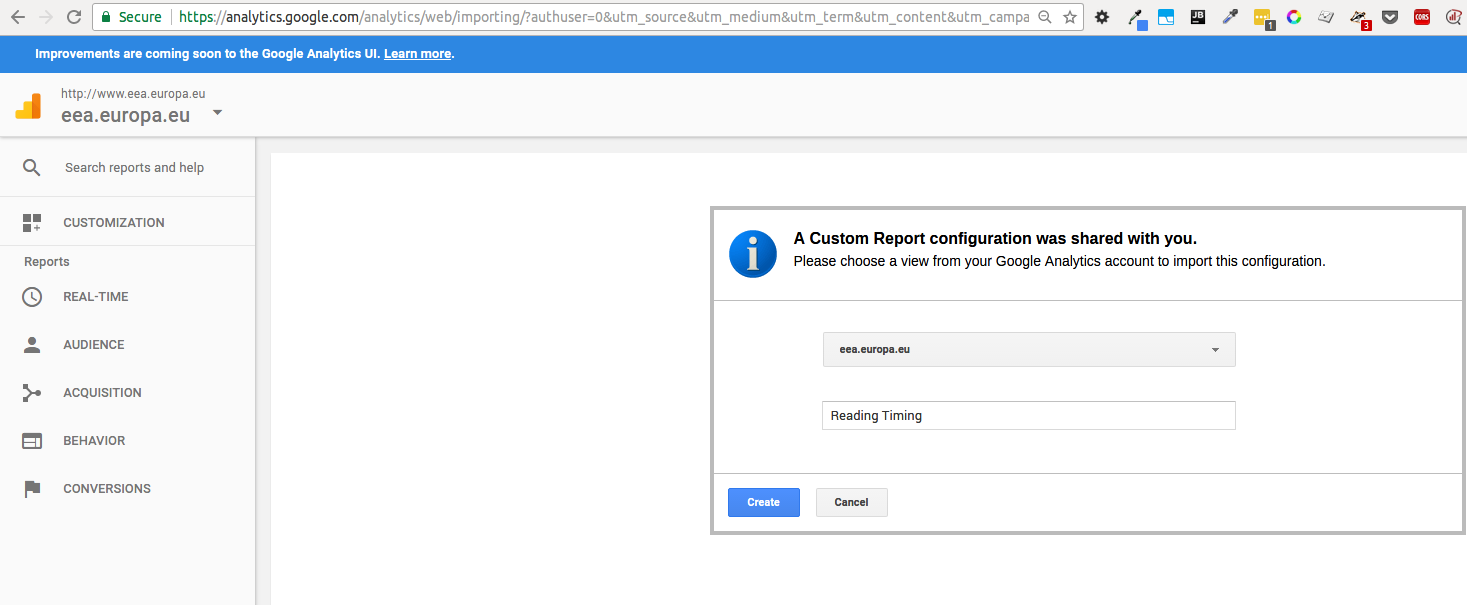 Secure
https://analytics.google.com/analytics/web/importing/?authuser=0&utm_source&utm_medium&utm_term&utm_content&utm_campa
JB
1
3
CORS
Improvements are coming soon to the Google Analytics UI. Learn more.
http://www.eea.europa.eu
eea.europa.eu
Search reports and help
CUSTOMIZATION
Reports
REAL-TIME
AUDIENCE
ACQUISITION
BEHAVIOR
CONVERSIONS
A Custom Report configuration was shared with you.
Please choose a view from your Google Analytics account to import this configuration.
eea.europa.eu
Reading Timing
Create
Cancel